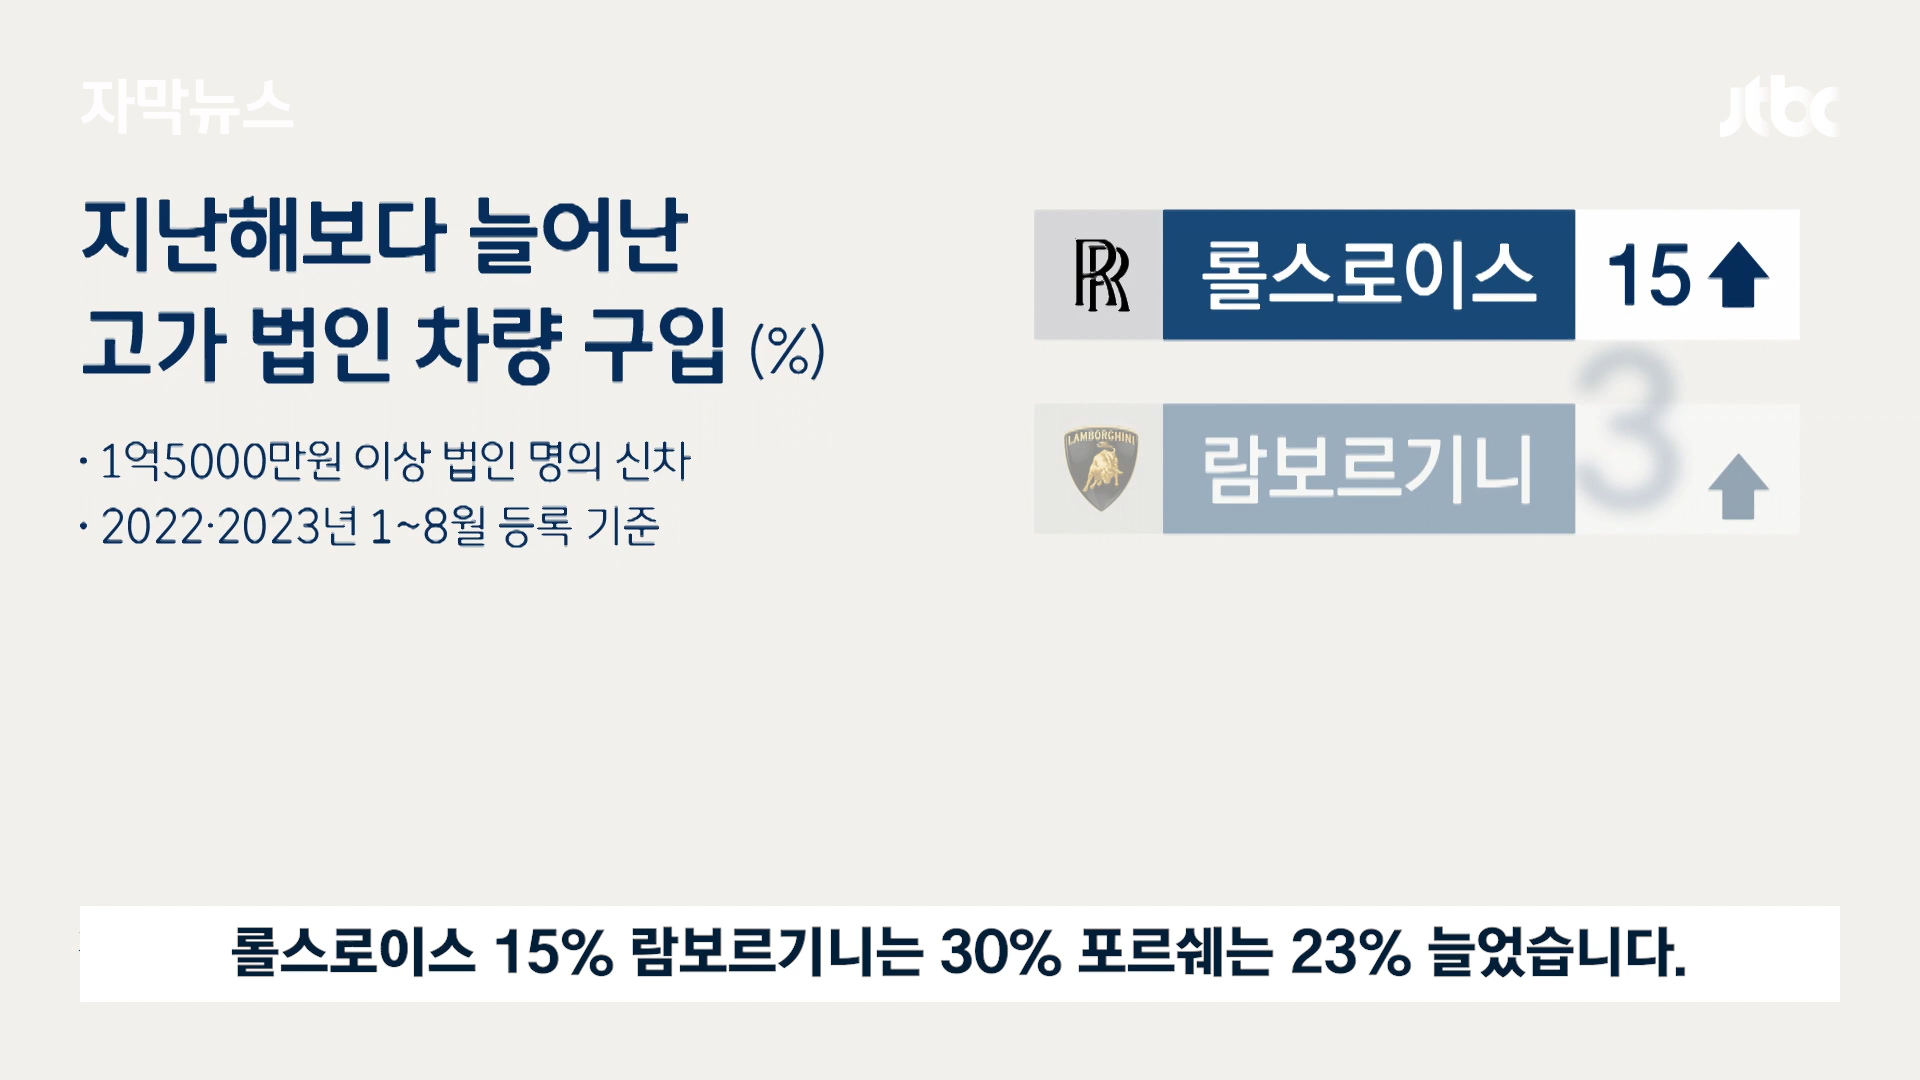 자막뉴스
jtbc
지난해보다 늘어난
고가 법인 차량 구입 (%)
· 1억5000만원 이상 법인 명의 신차
· 2022·2023년 1~8월 등록 기준
RR 롤스로이스 15
LAMBORGHINI 람보르기니 3
롤스로이스 15% 람보르기니는 30% 포르쉐는 23% 늘었습니다.